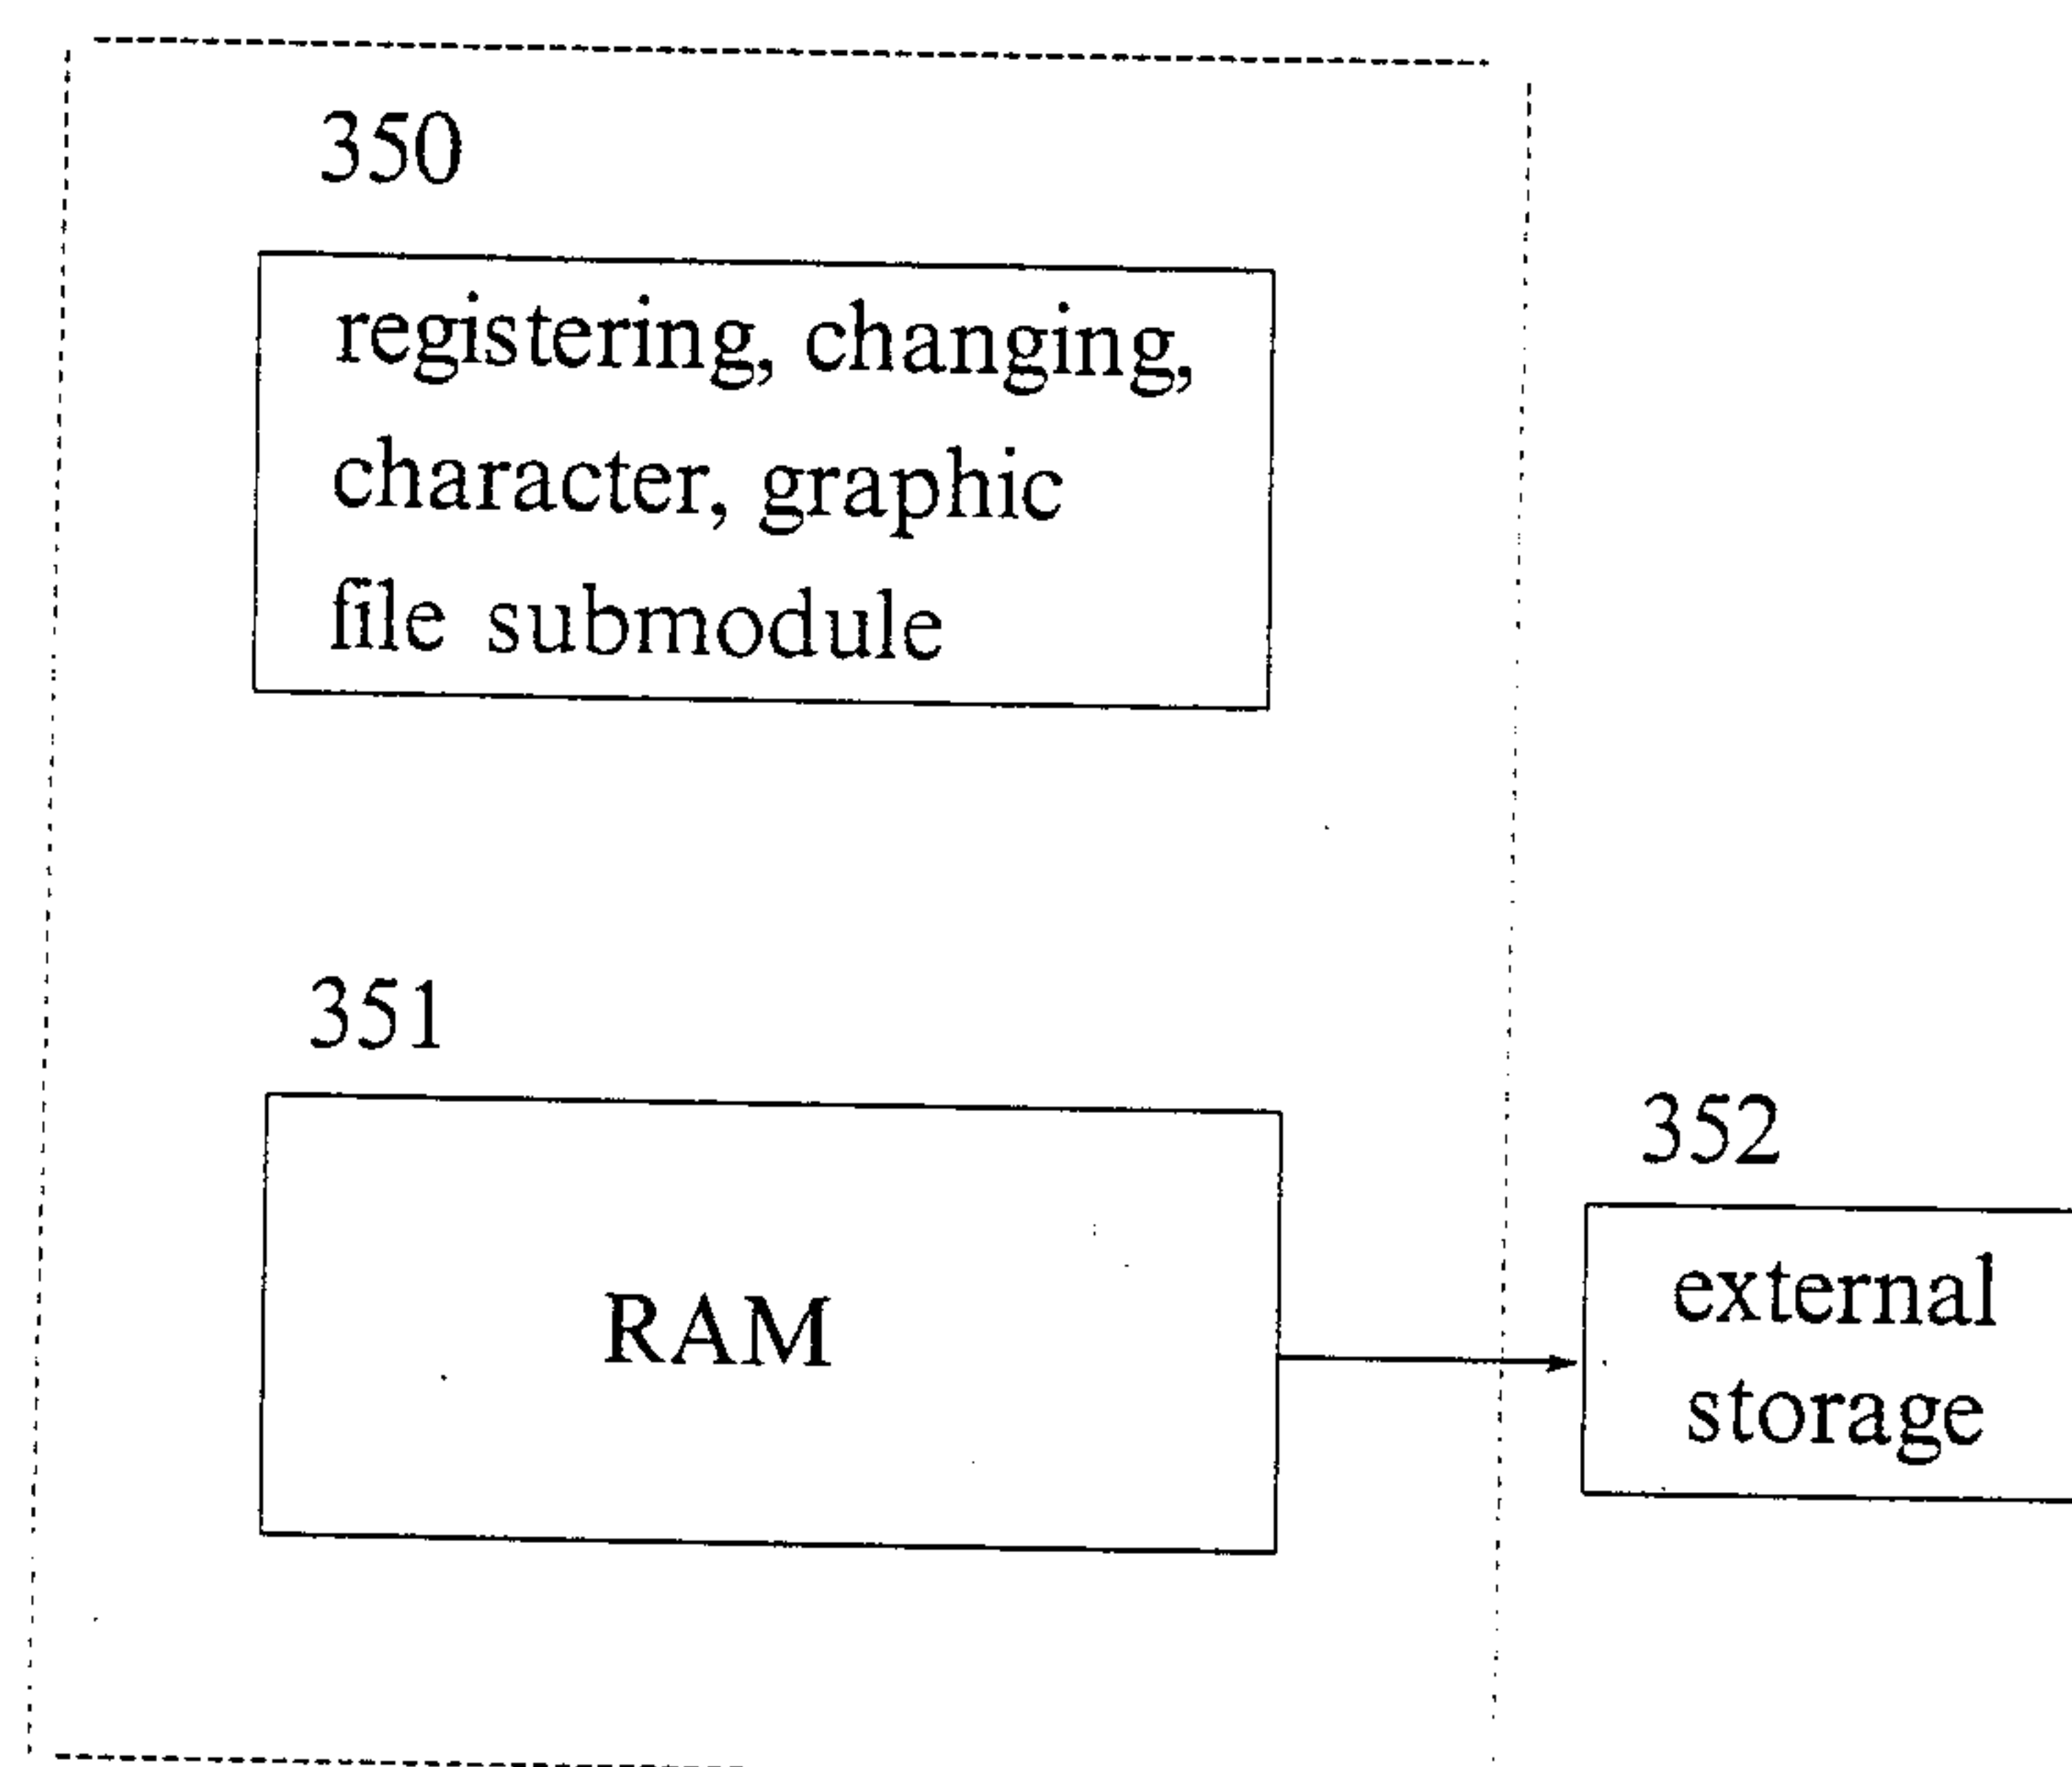 350
registering, changing,
character, graphic
file submodule
351
RAM
352
external
storage